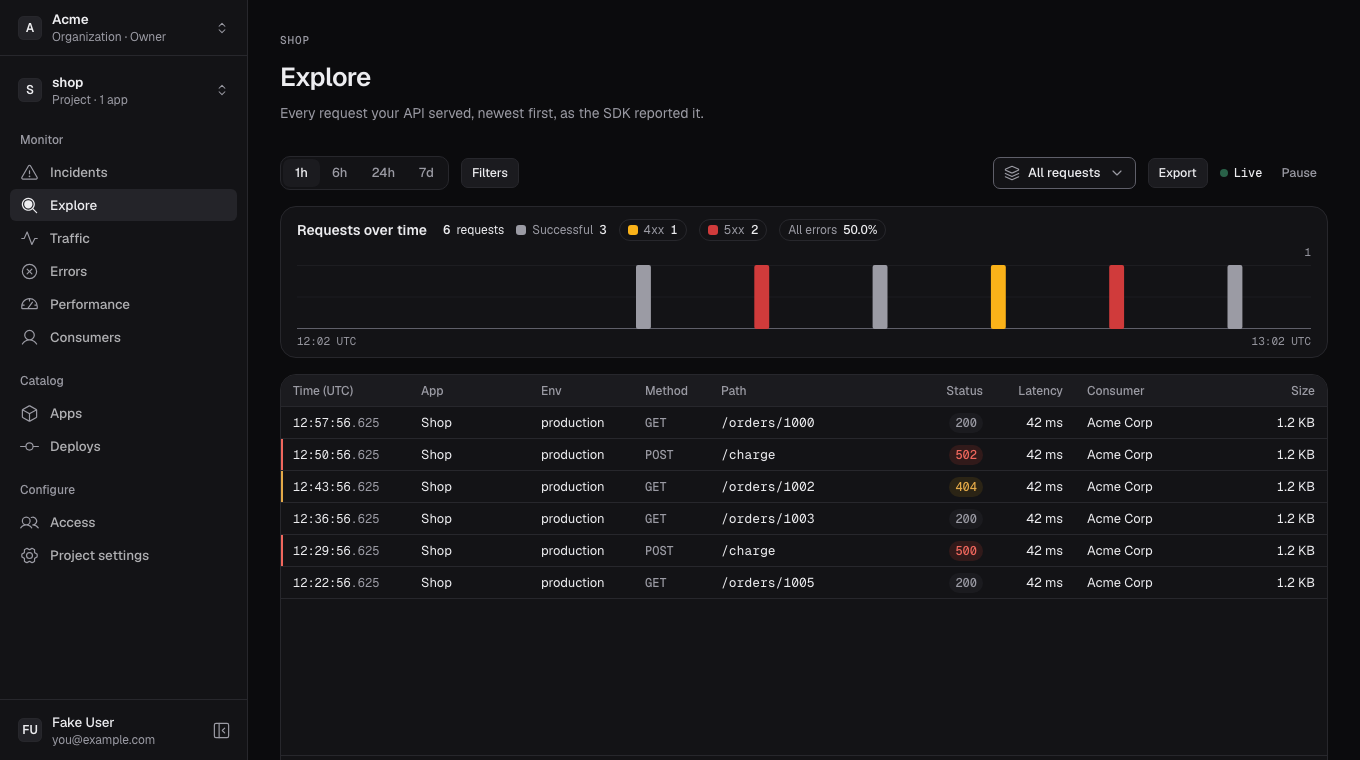 A
Acme
Organization · Owner
S
shop
Project · 1 app
Monitor
Incidents
Explore
Traffic
Errors
Performance
Consumers
Catalog
Apps
Deploys
Configure
Access
Project settings
FU
Fake User
you@example.com
SHOP
Explore
Every request your API served, newest first, as the SDK reported it.
1h 6h 24h 7d Filters All requests Export Live Pause
Requests over time 6 requests Successful 3 4xx 1 5xx 2 All errors 50.0%
1
12:02 UTC 13:02 UTC
Time (UTC) App Env Method Path Status Latency Consumer Size
12:57:56.625 Shop production GET /orders/1000 200 42 ms Acme Corp 1.2 KB
12:50:56.625 Shop production POST /charge 502 42 ms Acme Corp 1.2 KB
12:43:56.625 Shop production GET /orders/1002 404 42 ms Acme Corp 1.2 KB
12:36:56.625 Shop production GET /orders/1003 200 42 ms Acme Corp 1.2 KB
12:29:56.625 Shop production POST /charge 500 42 ms Acme Corp 1.2 KB
12:22:56.625 Shop production GET /orders/1005 200 42 ms Acme Corp 1.2 KB